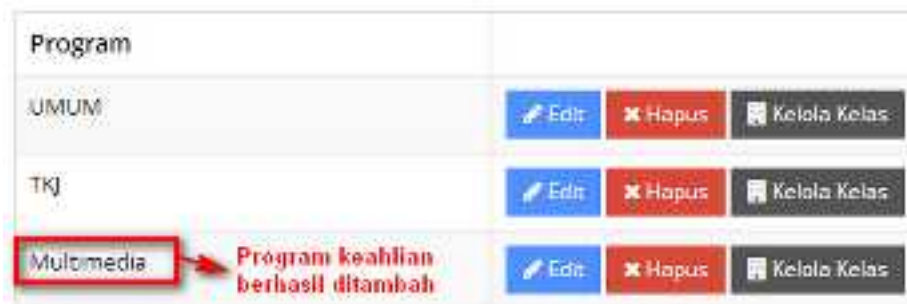 Program
UMUM
Edit Hapus Kelola Kelas
TKJ
Edit Hapus Kelola Kelas
Multimedia
Program keahlian
berhasil ditambah
Edit Hapus Kelola Kelas